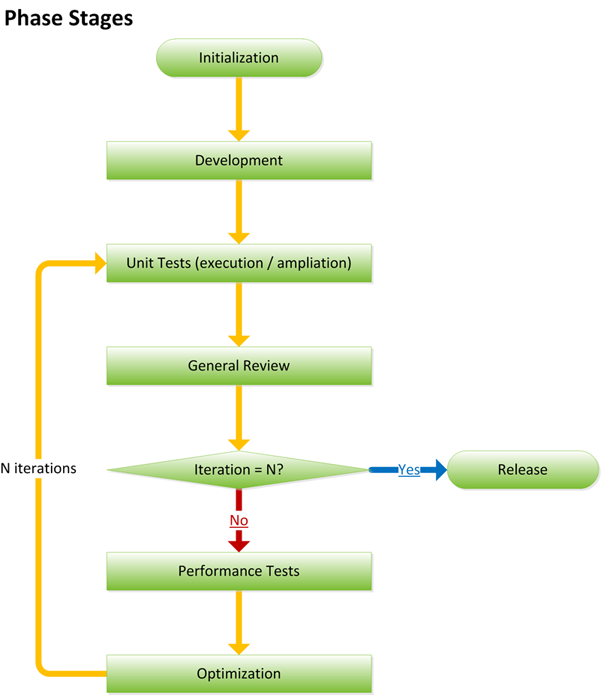 Phase Stages
Initialization
Development
Unit Tests (execution / ampliation)
General Review
N iterations
Iteration = N?
Yes
Release
No
Performance Tests
Optimization